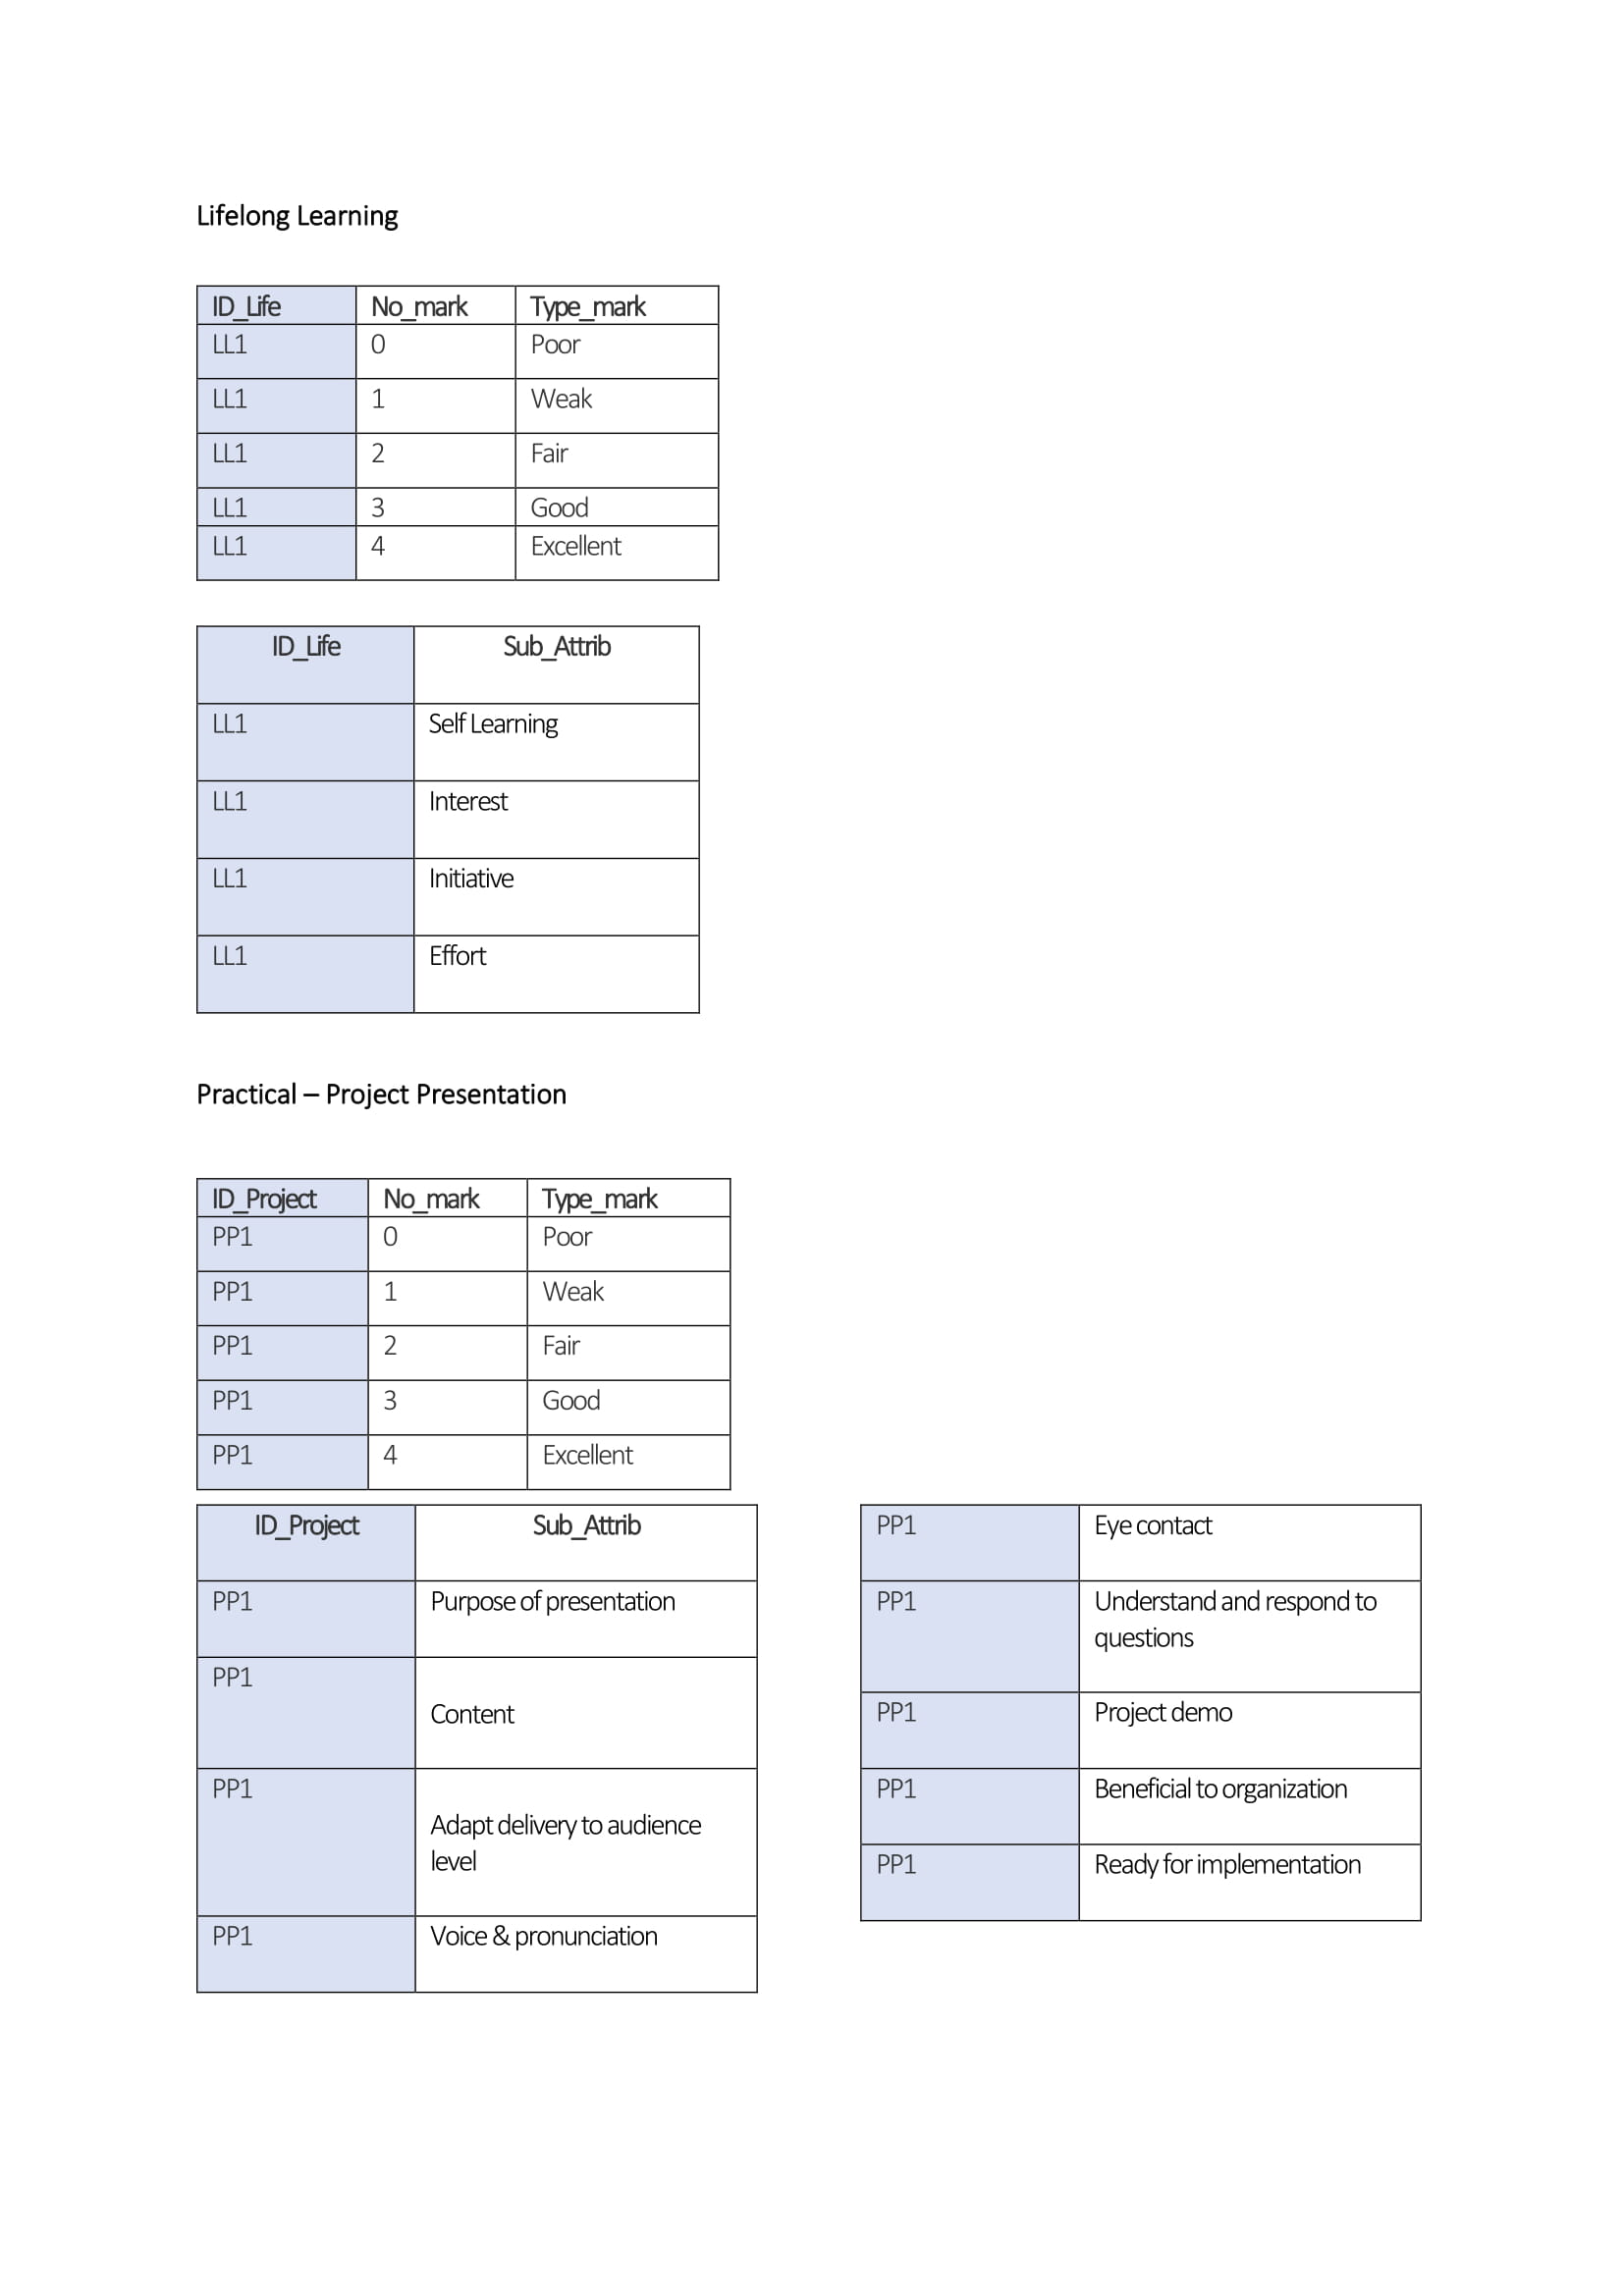 Lifelong Learning
ID_Life No_mark Type_mark
LL1 0 Poor
LL1 1 Weak
LL1 2 Fair
LL1 3 Good
LL1 4 Excellent
ID_Life Sub_Attrib
LL1 Self Learning
LL1 Interest
LL1 Initiative
LL1 Effort
Practical – Project Presentation
ID_Project No_mark Type_mark
PP1 0 Poor
PP1 1 Weak
PP1 2 Fair
PP1 3 Good
PP1 4 Excellent
ID_Project Sub_Attrib
PP1 Purpose of presentation
PP1
Content
PP1
Adapt delivery to audience
level
PP1 Voice & pronunciation
PP1 Eye contact
PP1 Understand and respond to
questions
PP1 Project demo
PP1 Beneficial to organization
PP1 Ready for implementation